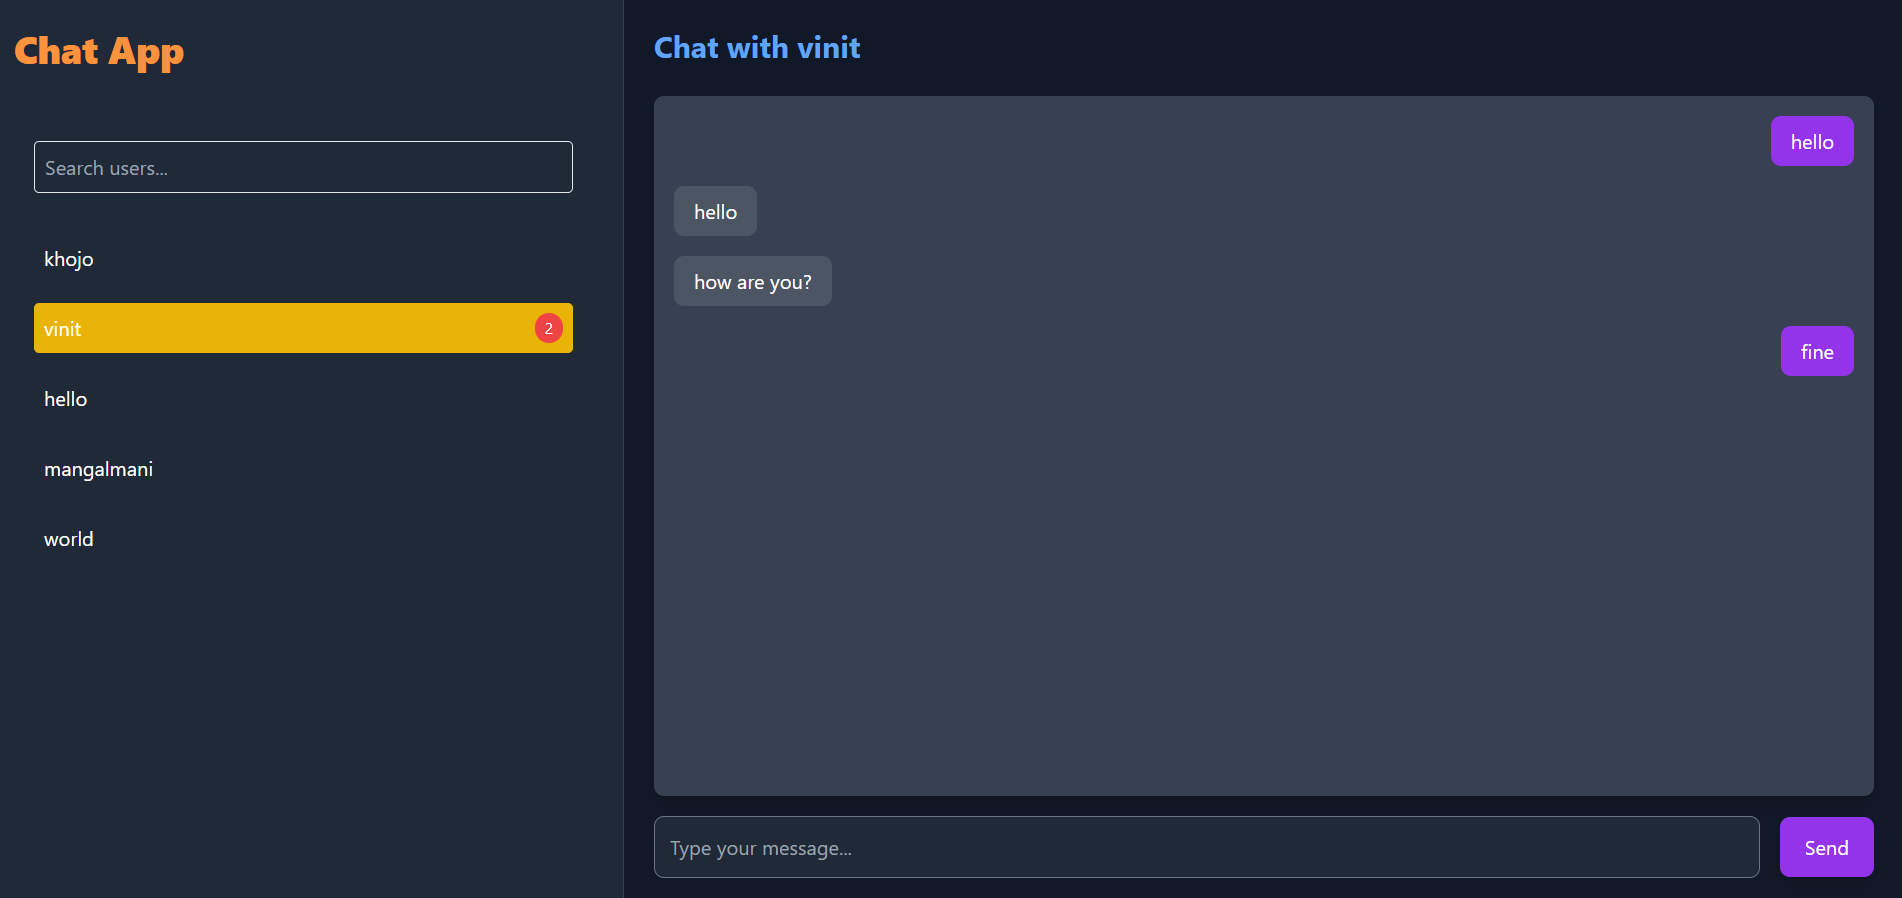 Chat App
Search users...
khojo
vinit 2
hello
mangalmani
world
Chat with vinit
hello
hello
how are you?
fine
Type your message...
Send